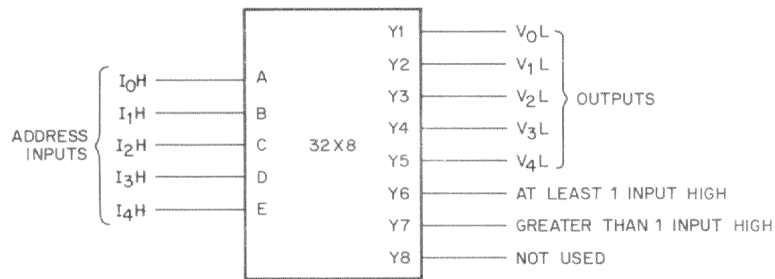 Y1 V₀L
I₀H A Y2 V₁L
I₁H B Y3 V₂L OUTPUTS
ADDRESS INPUTS I₂H C 32X8 Y4 V₃L
I₃H D Y5 V₄L
I₄H E Y6 AT LEAST 1 INPUT HIGH
Y7 GREATER THAN 1 INPUT HIGH
Y8 NOT USED